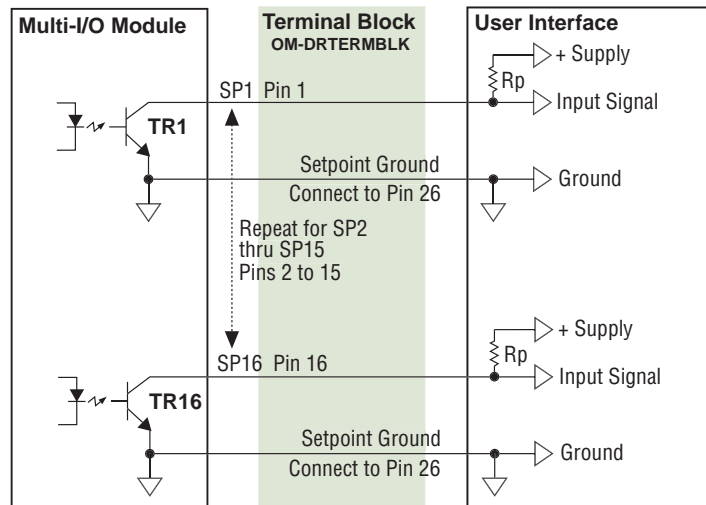 Multi-I/O Module
Terminal Block
OM-DRTERMBLK
User Interface
+ Supply
Rp
SP1 Pin 1
Input Signal
TR1
Setpoint Ground
Connect to Pin 26
Ground
Repeat for SP2
thru SP15
Pins 2 to 15
+ Supply
Rp
SP16 Pin 16
Input Signal
TR16
Setpoint Ground
Connect to Pin 26
Ground